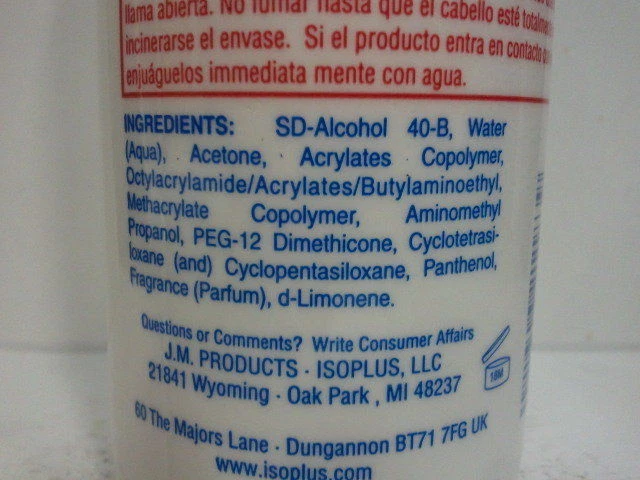 llama abierta. No fumar hasta que el cabello esté
incinerarse el envase. Si el producto entra en contacto
enjuáguelos immediata mente con agua.
INGREDIENTS: SD-Alcohol 40-B, Water
(Aqua), Acetone, Acrylates Copolymer,
Octylacrylamide/Acrylates/Butylaminoethyl,
Methacrylate Copolymer, Aminomethyl
Propanol, PEG-12 Dimethicone, Cyclotetrasi-
loxane (and) Cyclopentasiloxane, Panthenol,
Fragrance (Parfum), d-Limonene.
Questions or Comments? Write Consumer Affairs
J.M. PRODUCTS · ISOPLUS, LLC
21841 Wyoming · Oak Park , MI 48237
18M
60 The Majors Lane · Dungannon BT71 7FG UK
www.isoplus.com